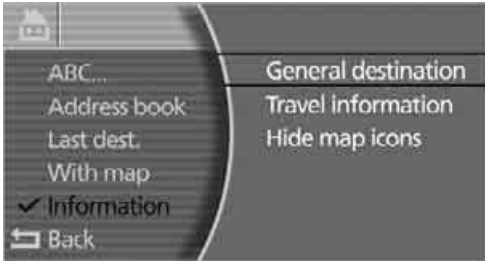 ABC...
Address book
Last dest.
With map
Information
Back
General destination
Travel information
Hide map icons